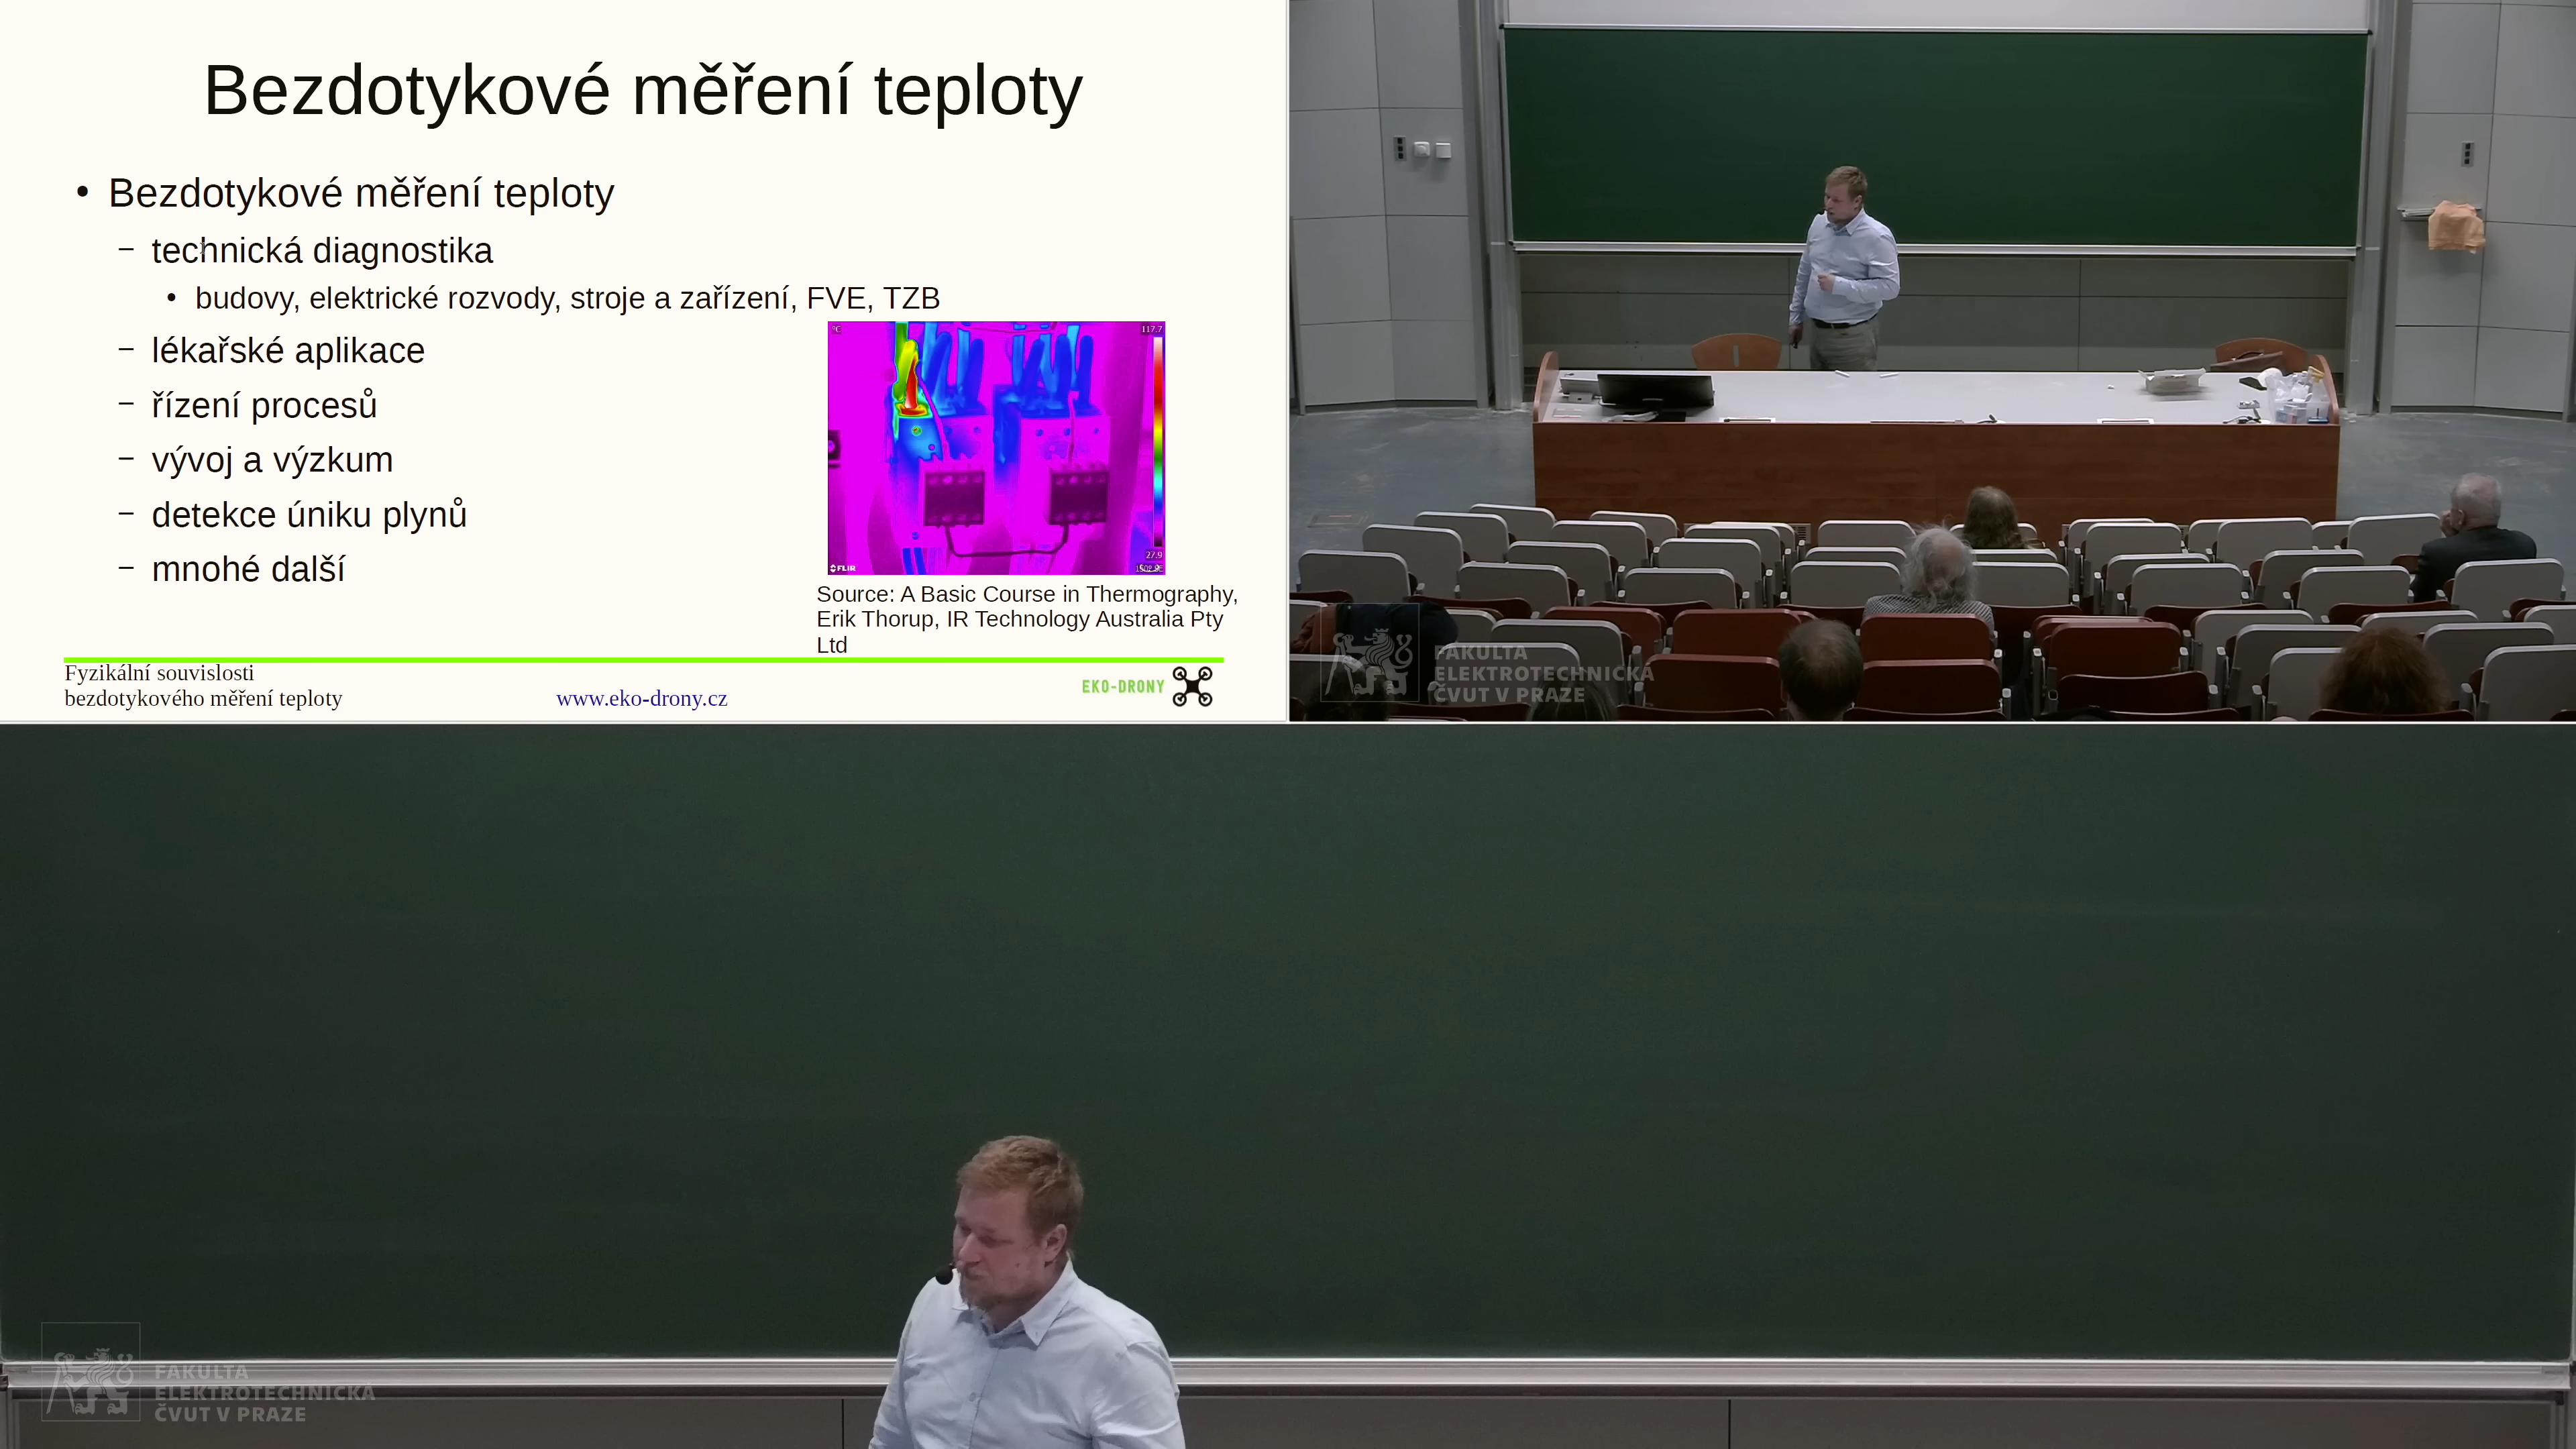 Bezdotykové měření teploty
• Bezdotykové měření teploty
– technická diagnostika
• budovy, elektrické rozvody, stroje a zařízení, FVE, TZB
– lékařské aplikace
– řízení procesů
– vývoj a výzkum
– detekce úniku plynů
– mnohé další
°C
117.7
27.9
FLIR
Source: A Basic Course in Thermography,
Erik Thorup, IR Technology Australia Pty
Ltd
Fyzikální souvislosti
bezdotykového měření teploty
www.eko-drony.cz
EKO-DRONY
FAKULTA
ELEKTROTECHNICKÁ
ČVUT V PRAZE
FAKULTA
ELEKTROTECHNICKÁ
ČVUT V PRAZE